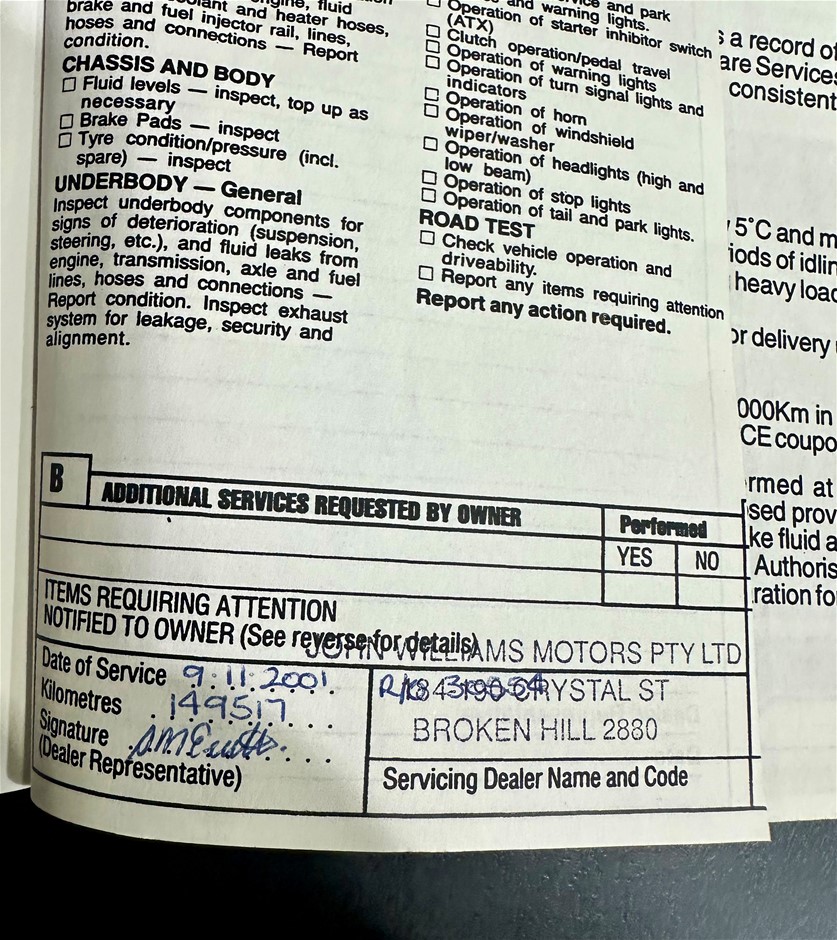 engine, fluid
coolant and heater hoses,
brake and fuel injector rail, lines,
hoses and connections — Report
condition.
CHASSIS AND BODY
☐ Fluid levels — inspect, top up as
necessary
☐ Brake Pads — inspect
☐ Tyre condition/pressure (incl.
spare) — inspect
UNDERBODY — General
Inspect underbody components for
signs of deterioration (suspension,
steering, etc.), and fluid leaks from
engine, transmission, axle and fuel
lines, hoses and connections —
Report condition. Inspect exhaust
system for leakage, security and
alignment.
and park
and warning lights.
☐ Operation of starter inhibitor switch
(ATX)
☐ Clutch operation/pedal travel
☐ Operation of warning lights
☐ Operation of turn signal lights and
indicators
☐ Operation of horn
☐ Operation of windshield
wiper/washer
☐ Operation of headlights (high and
low beam)
☐ Operation of stop lights
☐ Operation of tail and park lights.
ROAD TEST
☐ Check vehicle operation and
driveability.
☐ Report any items requiring attention
Report any action required.
a record of
are Service
consistent
5°C and m
iods of idlin
heavy load
or delivery
000Km in
CE coupo
rmed at
sed prov
ke fluid a
Authoris
ration fo
B
ADDITIONAL SERVICES REQUESTED BY OWNER
Performed
YES NO
ITEMS REQUIRING ATTENTION
NOTIFIED TO OWNER (See reverse for details)
JOHN WILLIAMS MOTORS PTY LTD
CRYSTAL ST
BROKEN HILL 2880
Date of Service 9.11.2001
Kilometres 149517
Signature
(Dealer Representative)
Servicing Dealer Name and Code